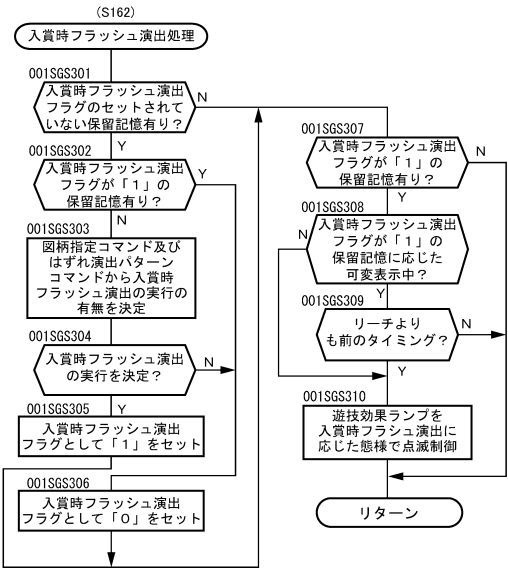 (S162)
入賞時フラッシュ演出処理
001SGS301
入賞時フラッシュ演出
フラグのセットされて
いない保留記憶有り？
N
Y
001SGS302
入賞時フラッシュ演出
フラグが「１」の
保留記憶有り？
Y
N
001SGS303
図柄指定コマンド及び
はずれ演出パターン
コマンドから入賞時
フラッシュ演出の実行の
有無を決定
001SGS304
入賞時フラッシュ演出
の実行を決定？
N
Y
001SGS305
入賞時フラッシュ演出
フラグとして「１」をセット
001SGS306
入賞時フラッシュ演出
フラグとして「０」をセット
001SGS307
入賞時フラッシュ演出
フラグが「１」の
保留記憶有り？
N
Y
001SGS308
入賞時フラッシュ演出
フラグが「１」の
保留記憶に応じた
可変表示中？
N
Y
001SGS309
リーチより
も前のタイミング？
N
Y
001SGS310
遊技効果ランプを
入賞時フラシュ演出に
応じた態様で点滅制御
リターン